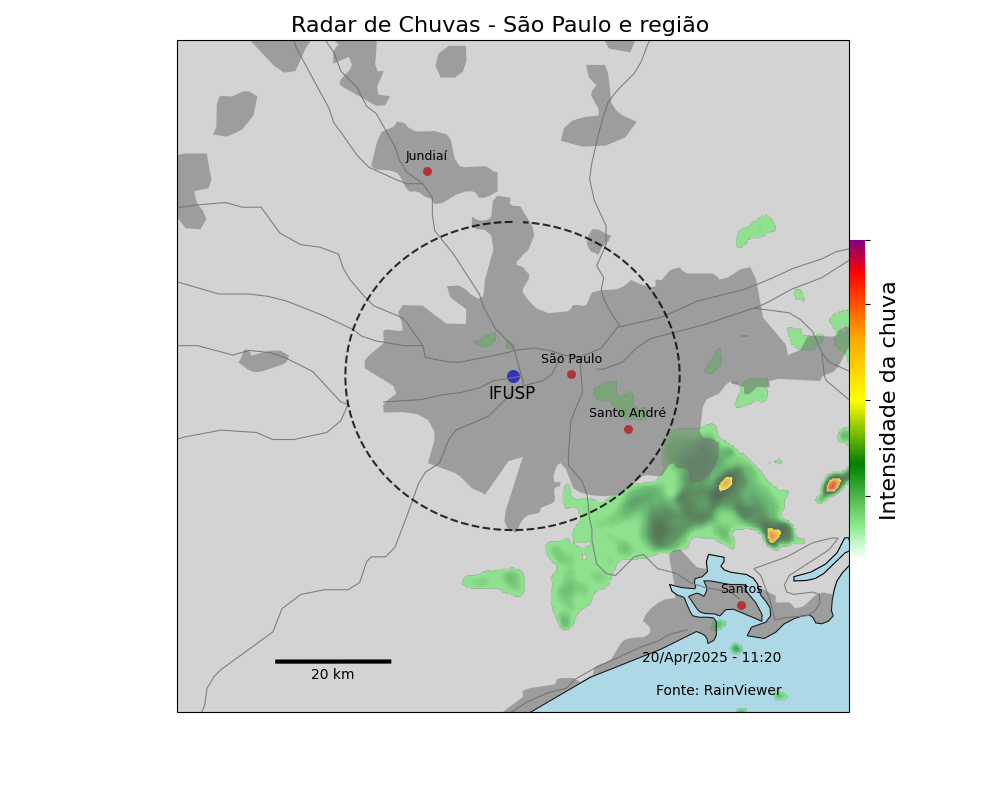 Radar de Chuvas - São Paulo e região
Jundiaí
São Paulo
IFUSP
Santo André
Intensidade da chuva
Santos
20/Apr/2025 - 11:20
20 km
Fonte: RainViewer